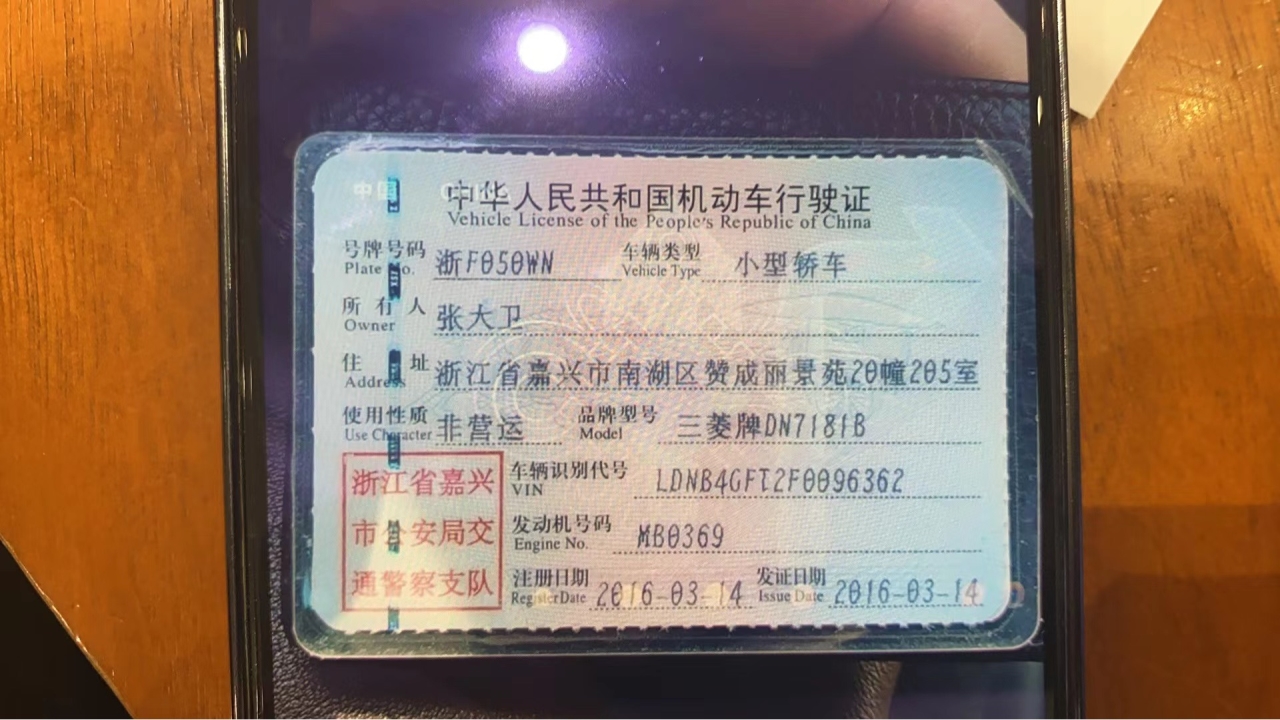 中华人民共和国机动车行驶证
Vehicle License of the People's Republic of China
号牌号码 浙F050WN 车辆类型 小型轿车
Plate No. Vehicle Type
所有人 张大卫
Owner
住址 浙江省嘉兴市南湖区赞成丽景苑20幢205室
Address
使用性质 非营运 品牌型号 三菱牌DN7181B
Use Character Model
浙江省嘉兴
市公安局交
通警察支队
车辆识别代号
VIN
发动机号码 MB0369
Engine No.
注册日期 2016-03-14 发证日期 2016-03-14
Register Date Issue Date